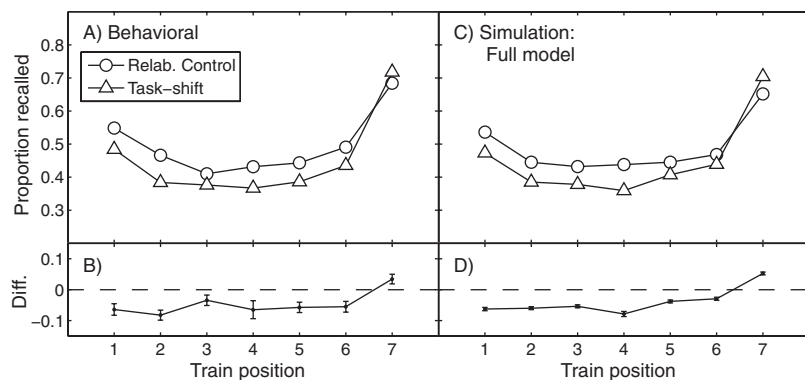 A) Behavioral
Relab. Control
Task−shift
C) Simulation:
Full model
Proportion recalled
0.8
0.7
0.6
0.5
0.4
0.3
B)
D)
Diff.
0.1
0
−0.1
1 2 3 4 5 6 7
1 2 3 4 5 6 7
Train position
Train position